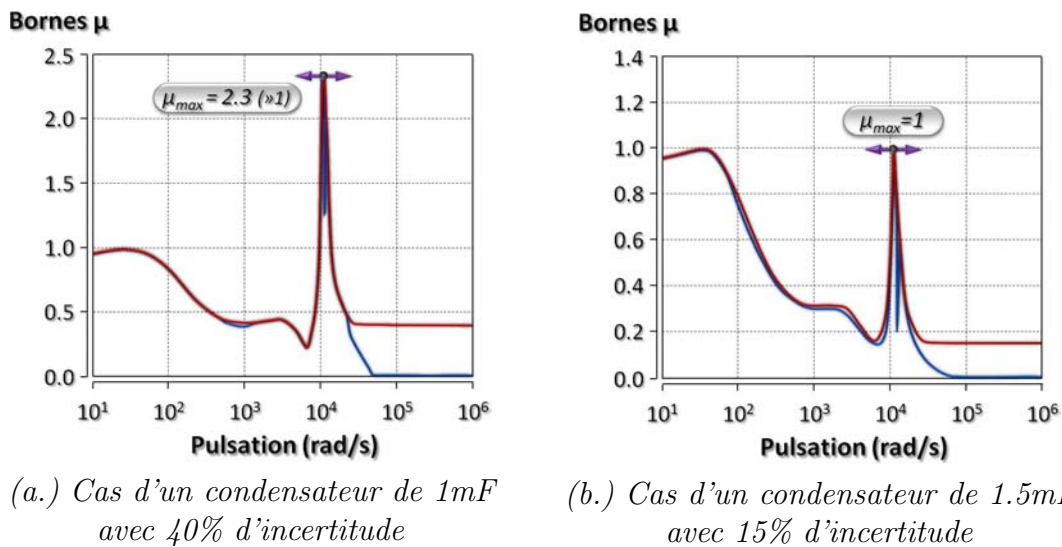 Bornes μ
2.5
2.0
1.5
1.0
0.5
0.0
μmax = 2.3 (»1)
10¹ 10² 10³ 10⁴ 10⁵ 10⁶
Pulsation (rad/s)
(a.) Cas d'un condensateur de 1mF
avec 40% d'incertitude
Bornes μ
1.4
1.2
1.0
0.8
0.6
0.4
0.2
0.0
μmax=1
10¹ 10² 10³ 10⁴ 10⁵ 10⁶
Pulsation (rad/s)
(b.) Cas d'un condensateur de 1.5m
avec 15% d'incertitude